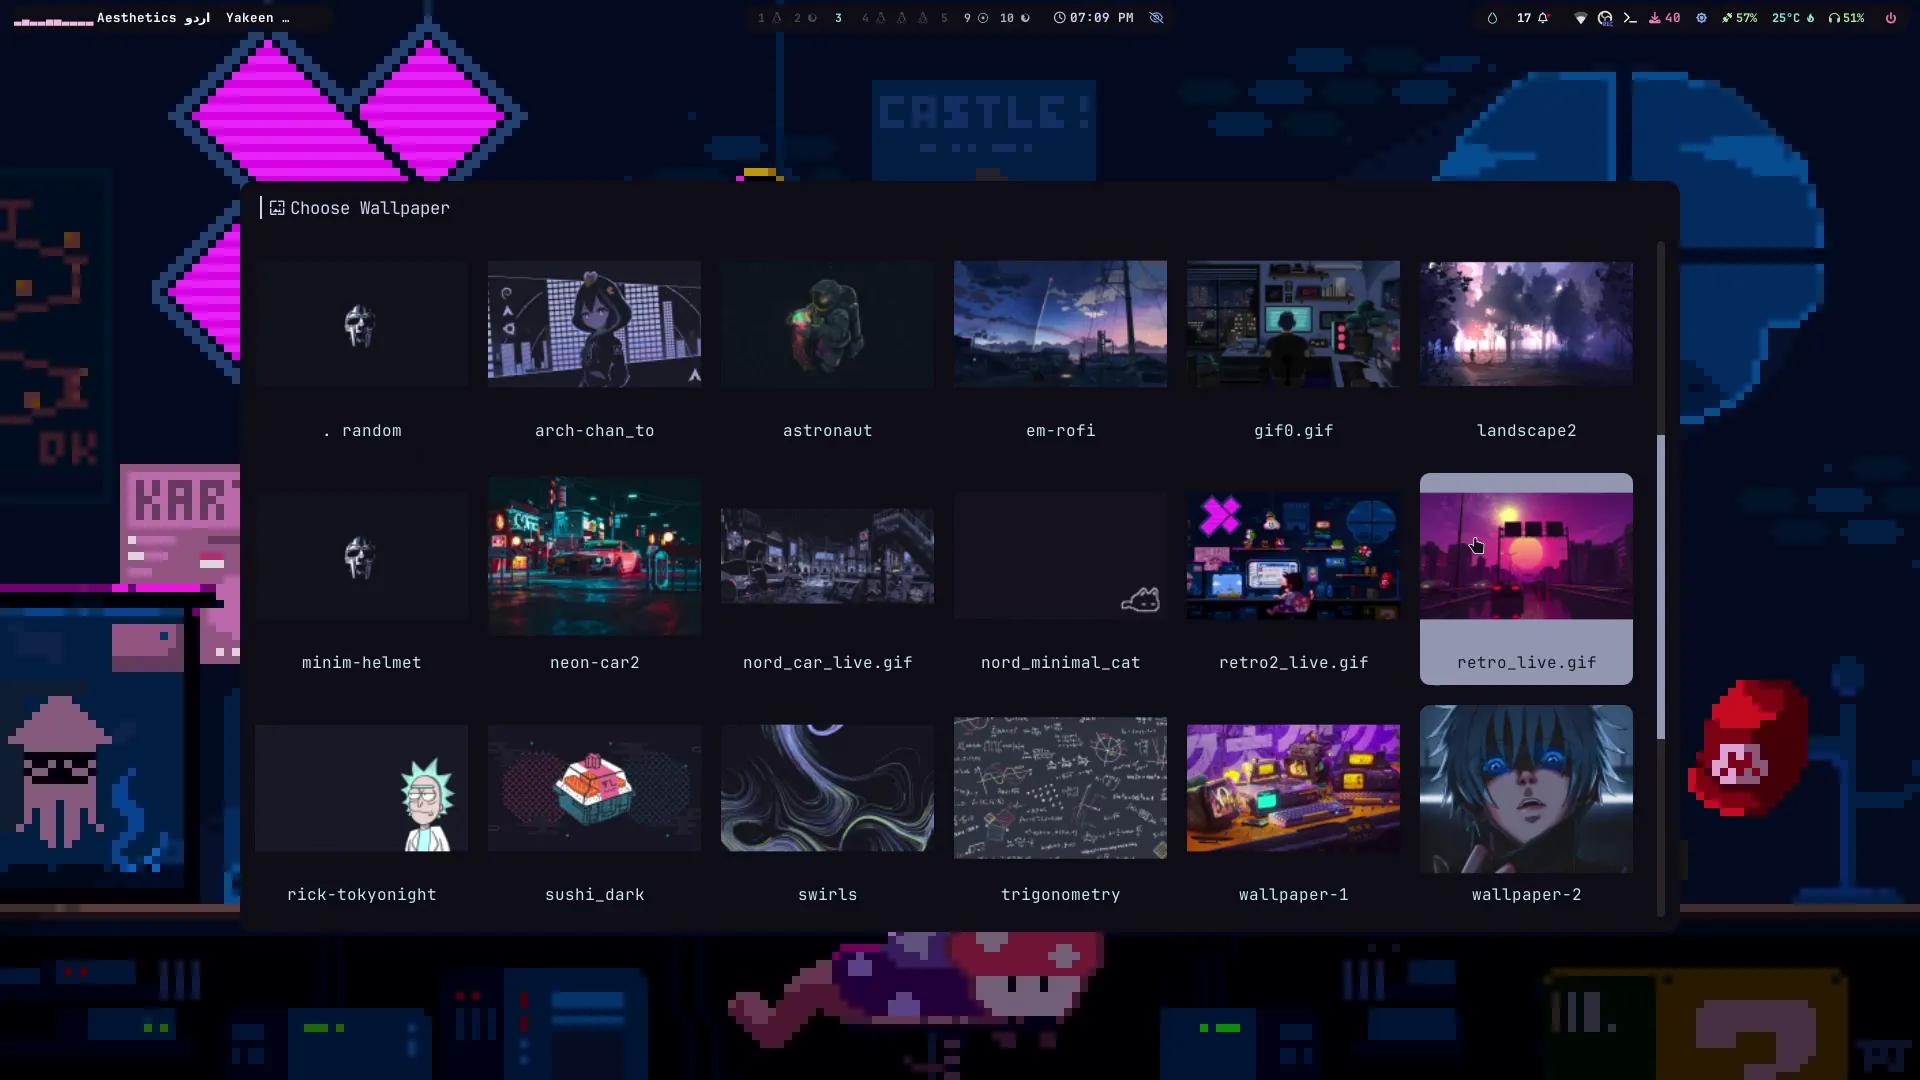 Aesthetics اردو Yakeen …
1 2 3 4 5 9 10 07:09 PM
17 40 57% 25°C 51%
CASTLE!
DK
KAR
Choose Wallpaper
. random arch-chan_to astronaut em-rofi gif0.gif landscape2
minim-helmet neon-car2 nord_car_live.gif nord_minimal_cat retro2_live.gif retro_live.gif
rick-tokyonight sushi_dark swirls trigonometry wallpaper-1 wallpaper-2
?